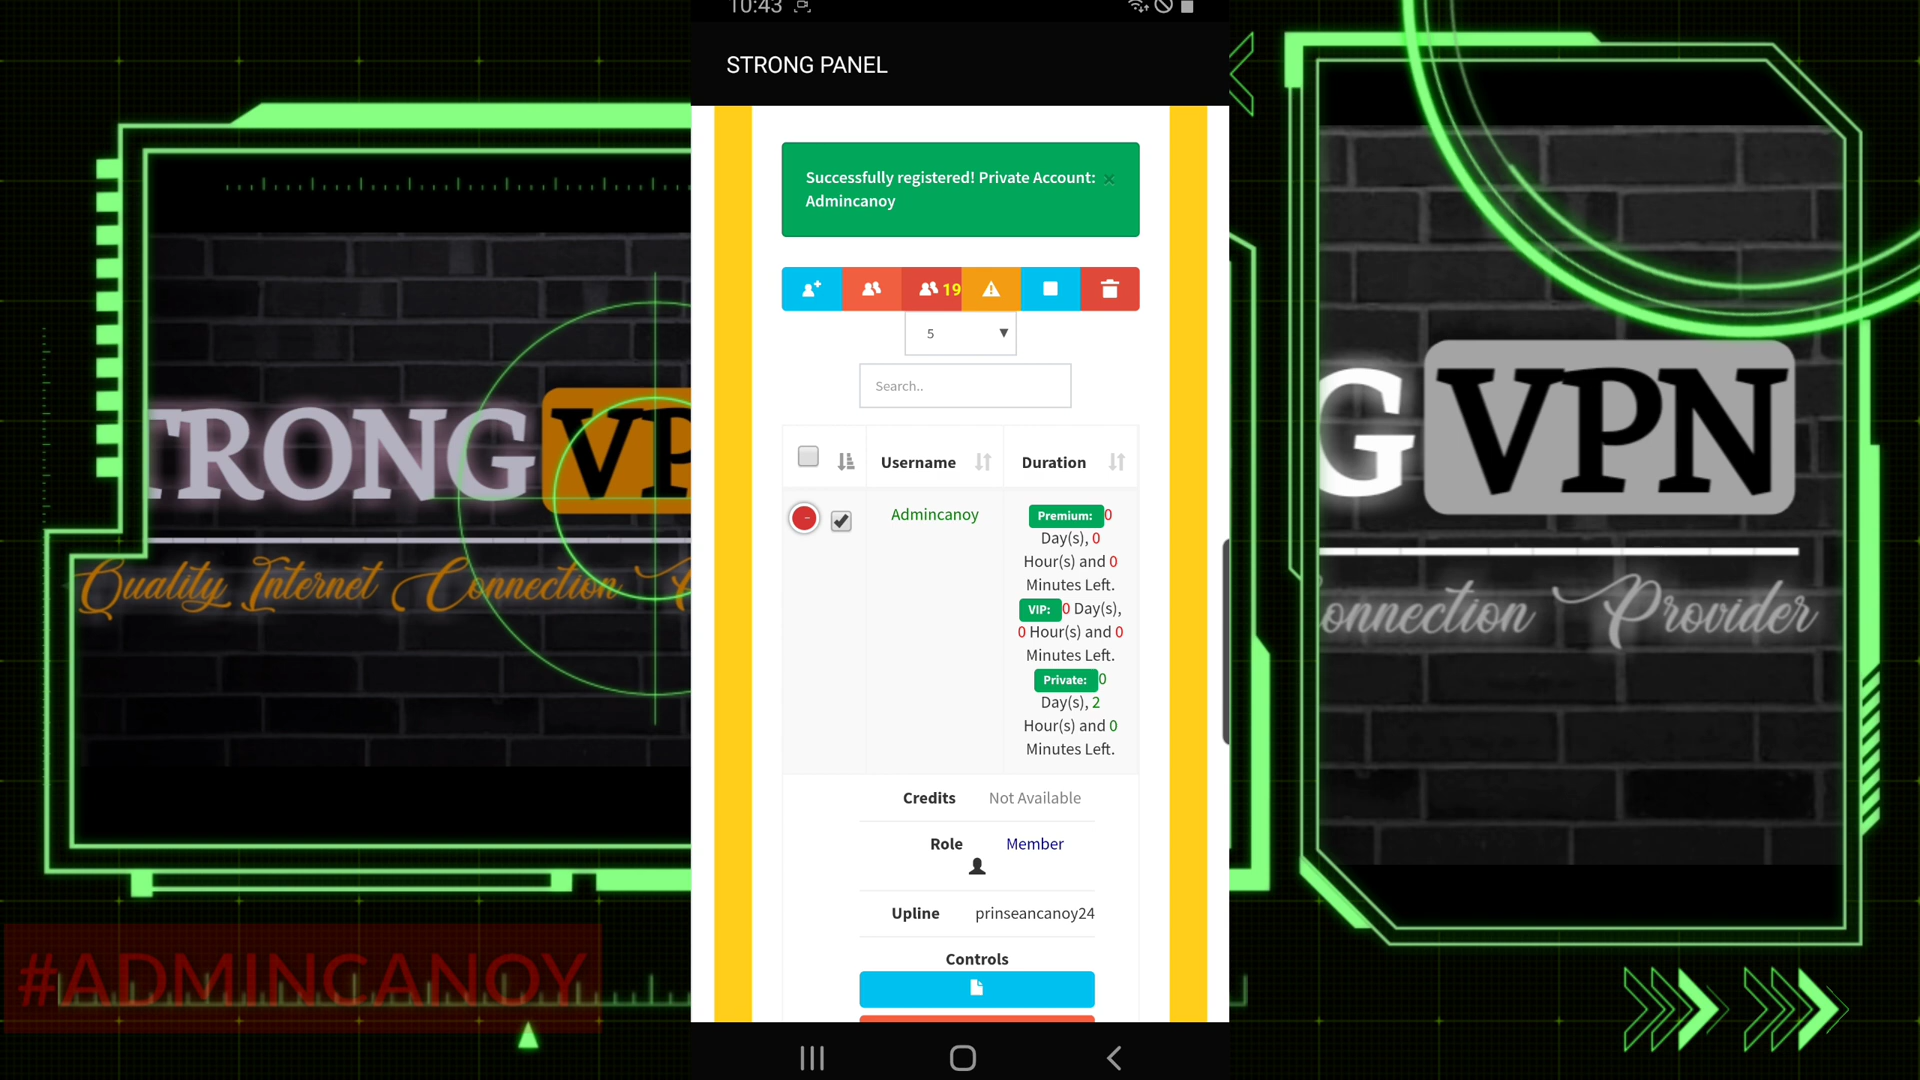 10:43
STRONG PANEL
Successfully registered! Private Account:
Admincanoy
×
19
5
Search..
Username
Duration
Admincanoy
Premium: 0
Day(s), 0
Hour(s) and 0
Minutes Left.
VIP: 0 Day(s),
0 Hour(s) and 0
Minutes Left.
Private: 0
Day(s), 2
Hour(s) and 0
Minutes Left.
Credits Not Available
Role Member
Upline prinseancanoy24
Controls
TRONG VP
Quality Internet Connection
#ADMINCANOY
G VPN
onnection Provider